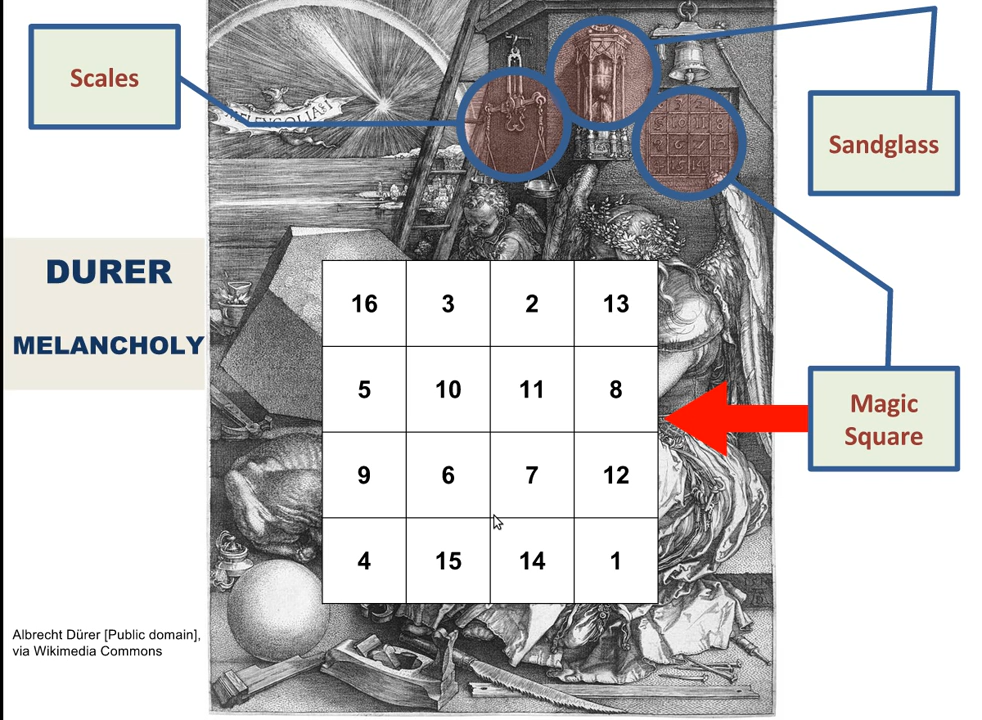 Scales
MELENCOLIA I
Sandglass
DURER
MELANCHOLY
16 3 2 13
5 10 11 8
9 6 7 12
4 15 14 1
Magic
Square
Albrecht Dürer [Public domain],
via Wikimedia Commons